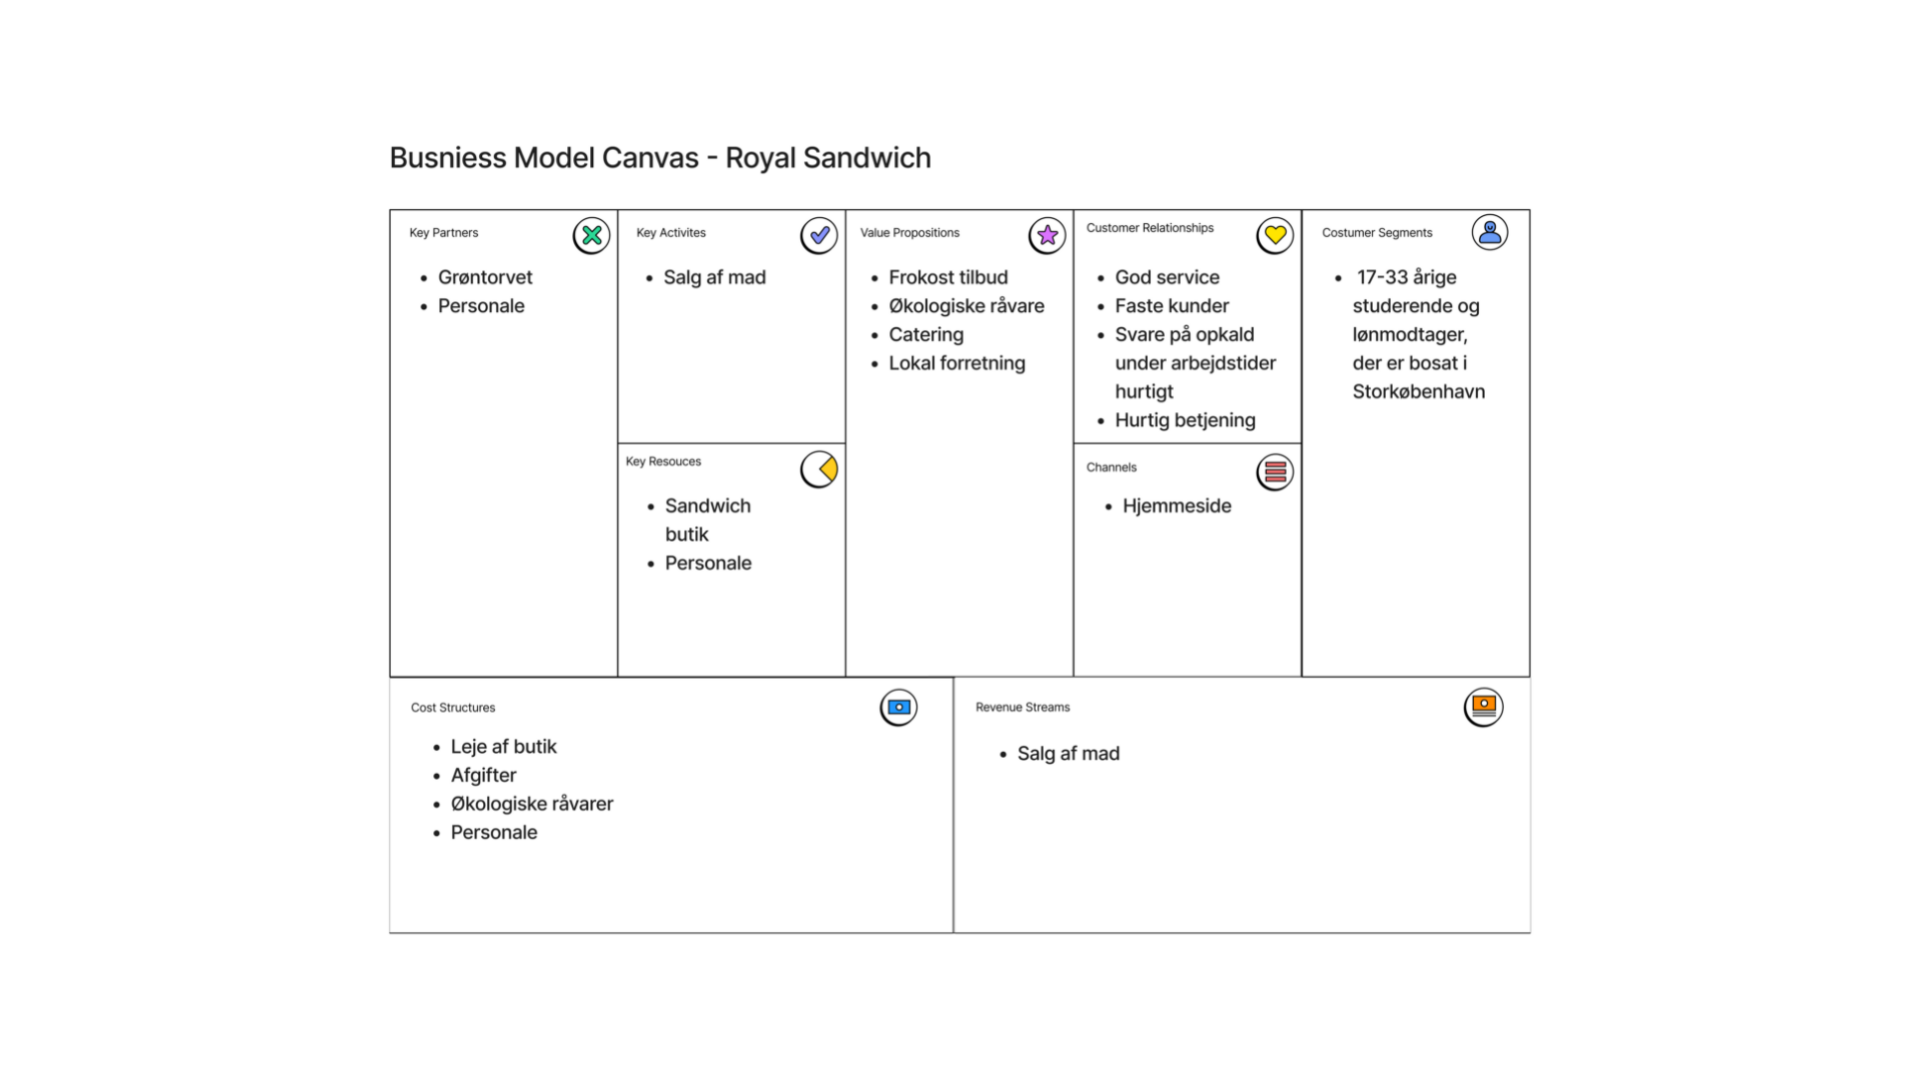 Busniess Model Canvas - Royal Sandwich
Key Partners
• Grøntorvet
• Personale
Key Activites
• Salg af mad
Key Resouces
• Sandwich
butik
• Personale
Value Propositions
• Frokost tilbud
• Økologiske råvare
• Catering
• Lokal forretning
Customer Relationships
• God service
• Faste kunder
• Svare på opkald
under arbejdstider
hurtigt
• Hurtig betjening
Channels
• Hjemmeside
Costumer Segments
• 17-33 årige
studerende og
lønmodtager,
der er bosat i
Storkøbenhavn
Cost Structures
• Leje af butik
• Afgifter
• Økologiske råvarer
• Personale
Revenue Streams
• Salg af mad